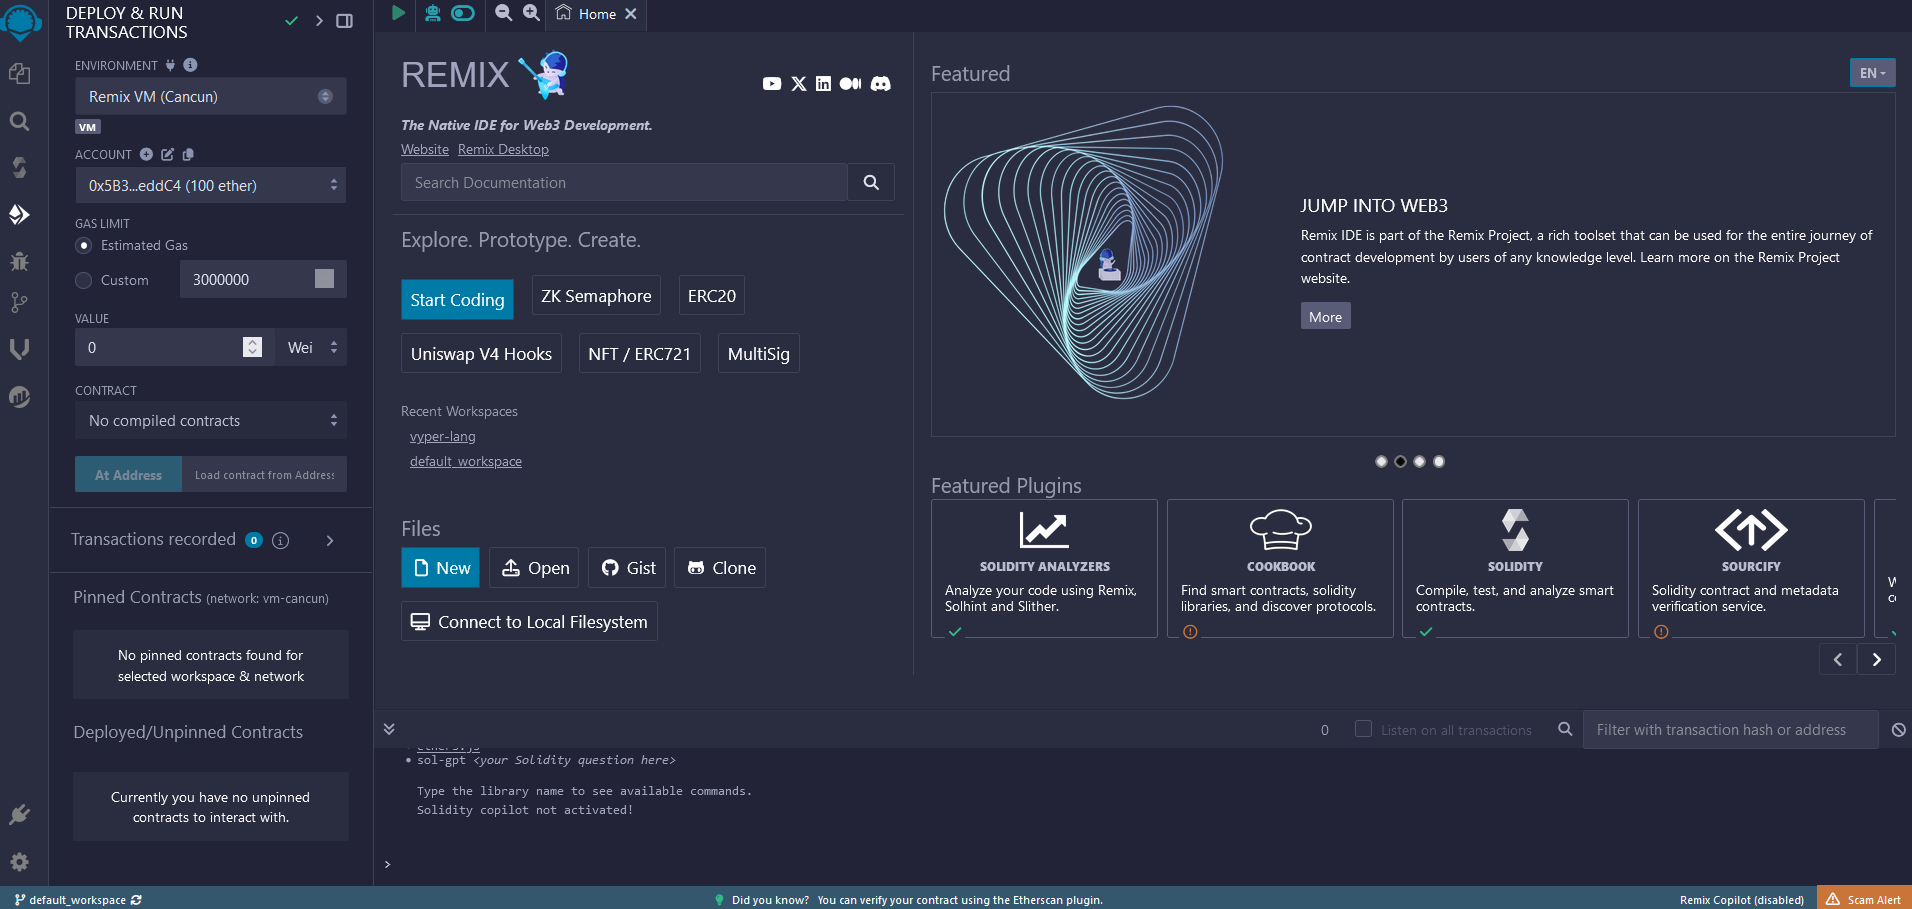 DEPLOY & RUN
TRANSACTIONS
ENVIRONMENT
Remix VM (Cancun)
VM
ACCOUNT
0x5B3...eddC4 (100 ether)
GAS LIMIT
Estimated Gas
Custom 3000000
VALUE
0 Wei
CONTRACT
No compiled contracts
At Address Load contract from Address
Transactions recorded 0
Pinned Contracts (network: vm-cancun)
No pinned contracts found for
selected workspace & network
Deployed/Unpinned Contracts
Currently you have no unpinned
contracts to interact with.
Home
REMIX
The Native IDE for Web3 Development.
Website Remix Desktop
Search Documentation
Explore. Prototype. Create.
Start Coding ZK Semaphore ERC20
Uniswap V4 Hooks NFT / ERC721 MultiSig
Recent Workspaces
vyper-lang
default_workspace
Files
New Open Gist Clone
Connect to Local Filesystem
Featured
EN
JUMP INTO WEB3
Remix IDE is part of the Remix Project, a rich toolset that can be used for the entire journey of
contract development by users of any knowledge level. Learn more on the Remix Project
website.
More
Featured Plugins
SOLIDITY ANALYZERS
Analyze your code using Remix,
Solhint and Slither.
COOKBOOK
Find smart contracts, solidity
libraries, and discover protocols.
SOLIDITY
Compile, test, and analyze smart
contracts.
SOURCIFY
Solidity contract and metadata
verification service.
0 Listen on all transactions Filter with transaction hash or address
ethers.js
• sol-gpt <your Solidity question here>
Type the library name to see available commands.
Solidity copilot not activated!
>
default_workspace
Did you know? You can verify your contract using the Etherscan plugin.
Remix Copilot (disabled)
Scam Alert